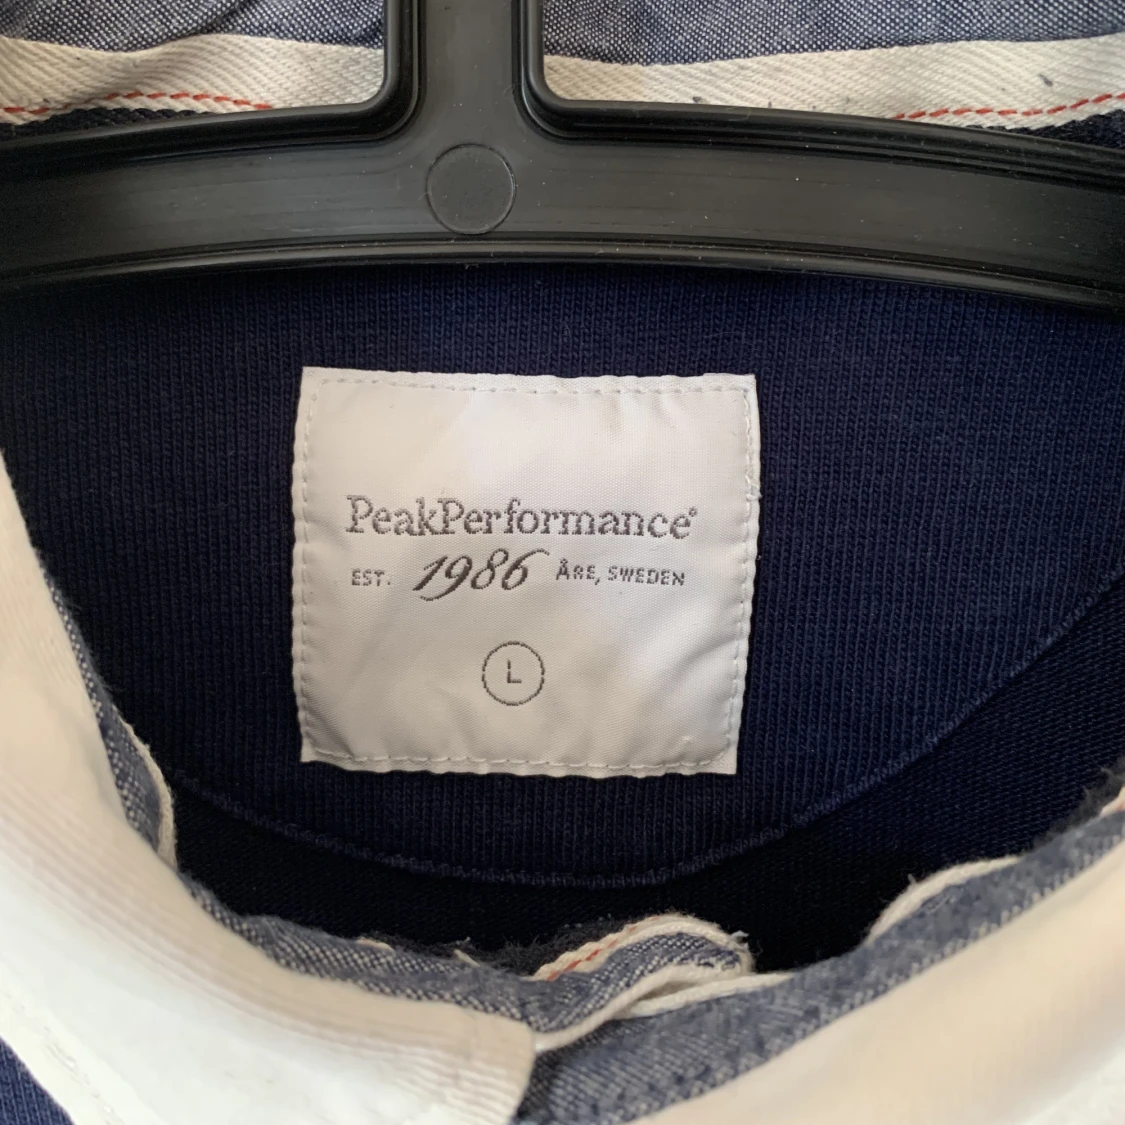 PeakPerformance®
EST. 1986 ÅRE, SWEDEN
L